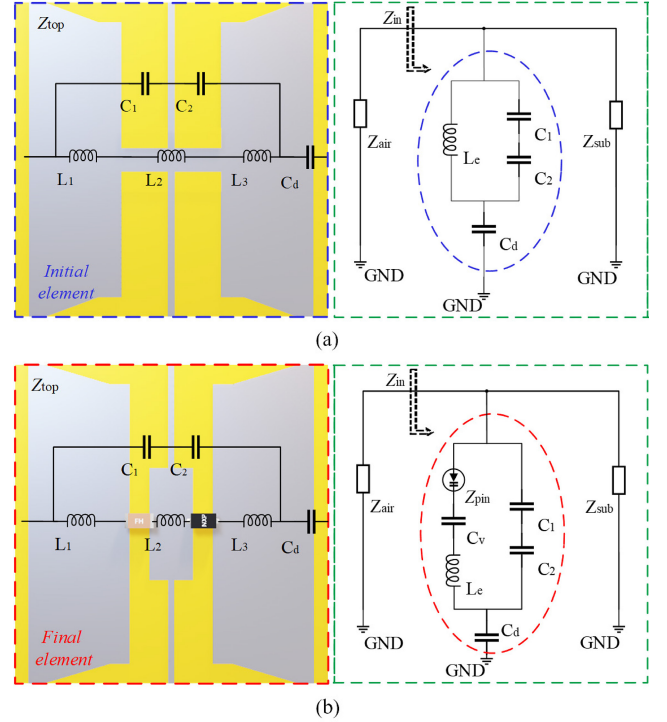 Ztop
C1 C2
L1 L2 L3 Cd
Initial
element
Zin
Zair
Le
C1
C2
Zsub
Cd
GND
GND
GND
(a)
Ztop
C1 C2
FH
NXP
L1 L2 L3 Cd
Final
element
Zin
Zair
Zpin
Cv
Le
C1
C2
Zsub
Cd
GND
GND
GND
(b)